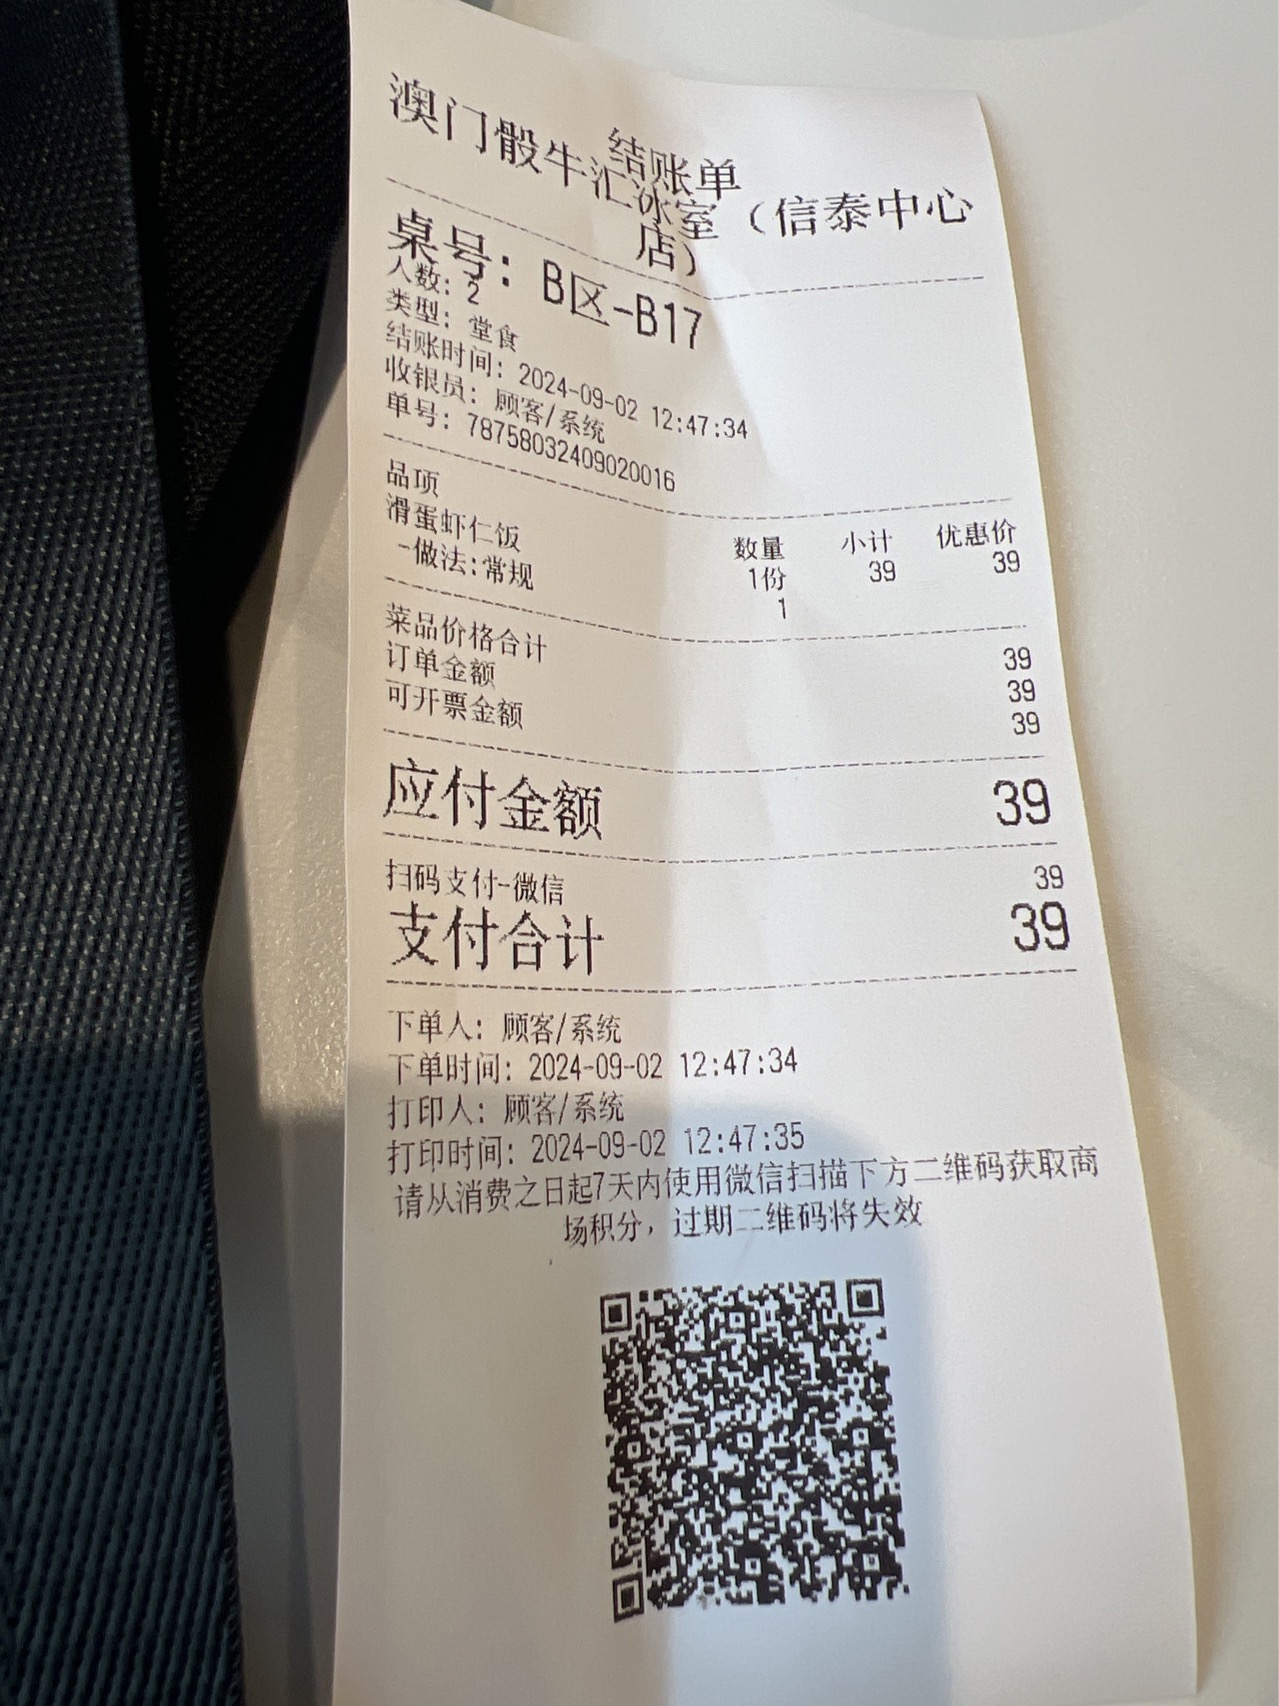 结账单
澳门骰牛汇冰室（信泰中心
店）
桌号：B区-B17
人数：2
类型：堂食
结账时间：2024-09-02 12:47:34
收银员：顾客/系统
单号：78758032409020016
品项 数量 小计 优惠价
滑蛋虾仁饭 1份 39 39
-做法:常规 1
菜品价格合计 39
订单金额 39
可开票金额 39
应付金额 39
扫码支付-微信 39
支付合计 39
下单人：顾客/系统
下单时间：2024-09-02 12:47:34
打印人：顾客/系统
打印时间：2024-09-02 12:47:35
请从消费之日起7天内使用微信扫描下方二维码获取商
场积分，过期二维码将失效